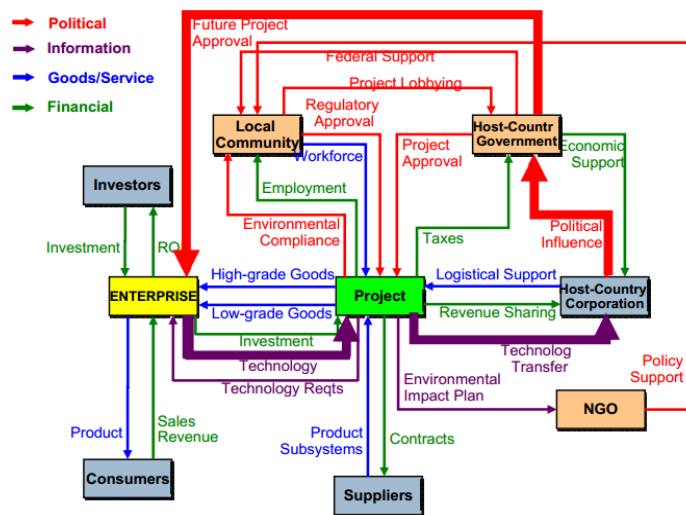 Political
Information
Goods/Service
Financial
Future Project
Approval
Federal Support
Project Lobbying
Regulatory
Approval
Local
Community
Host-Countr
Government
Workforce
Project
Approval
Economic
Support
Investors
Employment
Environmental
Compliance
Taxes
Political
Influence
Investment
RO
High-grade Goods
Logistical Support
ENTERPRISE
Project
Host-Country
Corporation
Low-grade Goods
Revenue Sharing
Investment
Technology
Technolog
Transfer
Technology Reqts
Environmental
Impact Plan
NGO
Policy
Support
Product
Sales
Revenue
Product
Subsystems
Contracts
Consumers
Suppliers